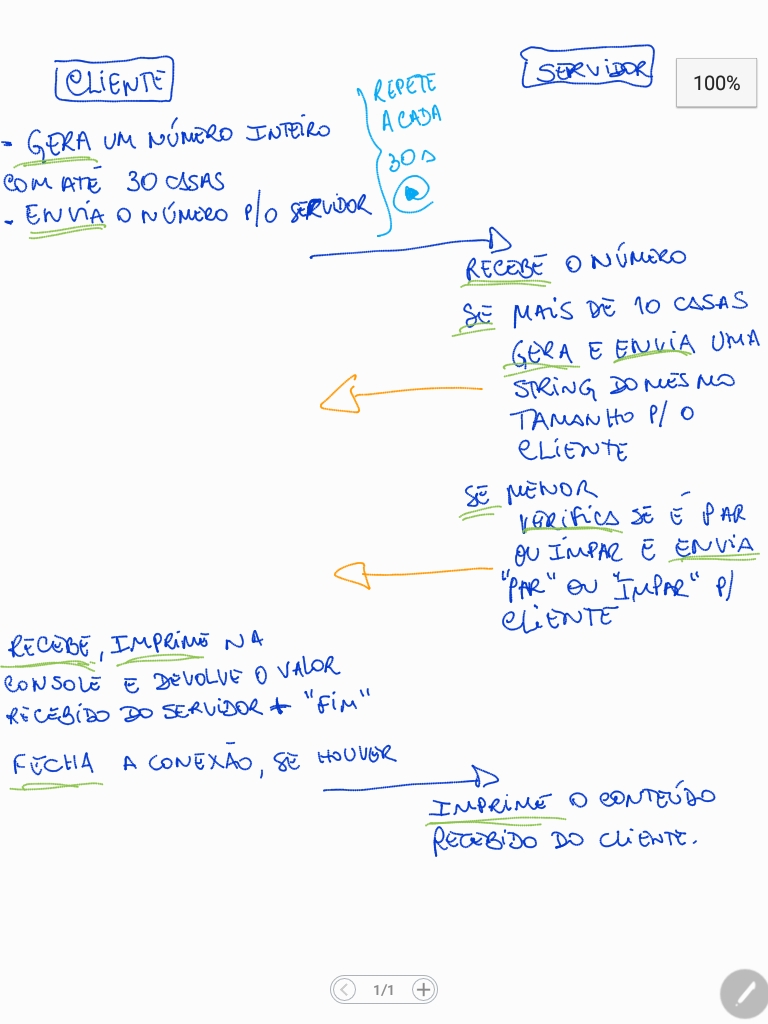 CLIENTE
- GERA UM NÚMERO INTEIRO
COM ATÉ 30 CASAS
- ENVIA O NÚMERO P/O SERVIDOR
REPETE
A CADA
30 s
SERVIDOR
100%
RECEBE O NÚMERO
SE MAIS DE 10 CASAS
GERA E ENVIA UMA
STRING DO MESMO
TAMANHO P/ O
CLIENTE
SE MENOR
VERIFICA SE É PAR
OU ÍMPAR E ENVIA
"PAR" OU "IMPAR" P/
CLIENTE
RECEBE, IMPRIME NA
CONSOLE E DEVOLVE O VALOR
RECEBIDO DO SERVIDOR + "FIM"
FECHA A CONEXÃO, SE HOUVER
IMPRIME O CONTEÚDO
RECEBIDO DO CLIENTE.
1/1